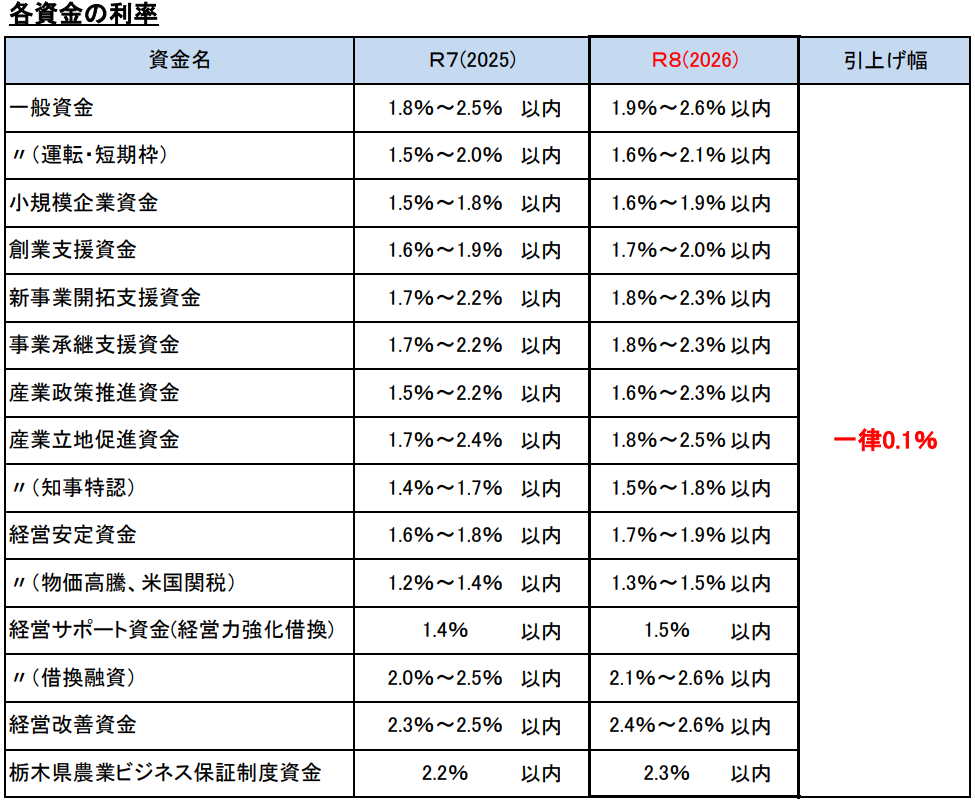 各資金の利率
資金名 R7(2025) R8(2026) 引上げ幅
一般資金 1.8%～2.5% 以内 1.9%～2.6% 以内
〃（運転・短期枠） 1.5%～2.0% 以内 1.6%～2.1% 以内
小規模企業資金 1.5%～1.8% 以内 1.6%～1.9% 以内
創業支援資金 1.6%～1.9% 以内 1.7%～2.0% 以内
新事業開拓支援資金 1.7%～2.2% 以内 1.8%～2.3% 以内
事業承継支援資金 1.7%～2.2% 以内 1.8%～2.3% 以内
産業政策推進資金 1.5%～2.2% 以内 1.6%～2.3% 以内
産業立地促進資金 1.7%～2.4% 以内 1.8%～2.5% 以内 一律0.1%
〃（知事特認） 1.4%～1.7% 以内 1.5%～1.8% 以内
経営安定資金 1.6%～1.8% 以内 1.7%～1.9% 以内
〃（物価高騰、米国関税） 1.2%～1.4% 以内 1.3%～1.5% 以内
経営サポート資金(経営力強化借換) 1.4% 以内 1.5% 以内
〃（借換融資） 2.0%～2.5% 以内 2.1%～2.6% 以内
経営改善資金 2.3%～2.5% 以内 2.4%～2.6% 以内
栃木県農業ビジネス保証制度資金 2.2% 以内 2.3% 以内